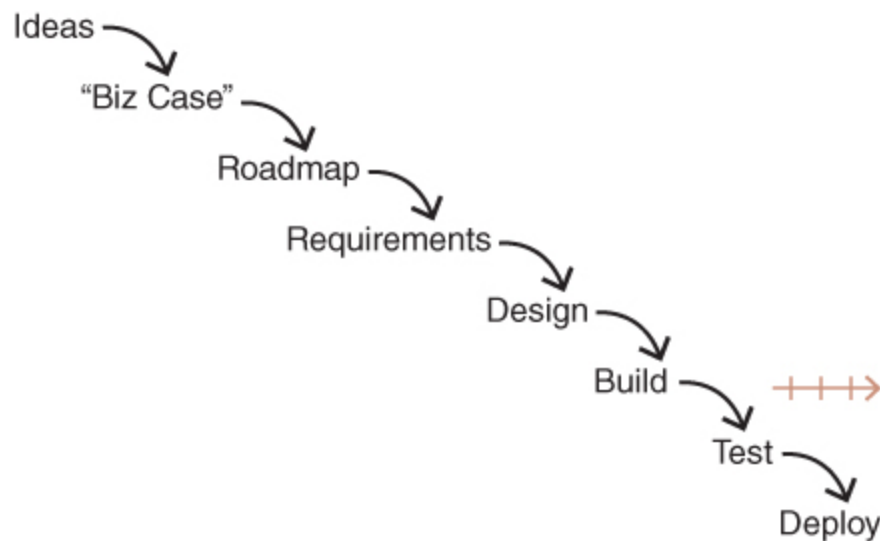 Ideas
“Biz Case”
Roadmap
Requirements
Design
Build
Test
Deploy